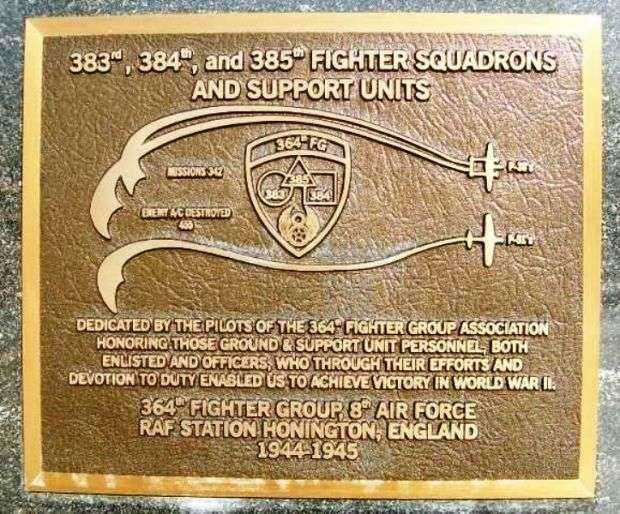 383rd, 384th, and 385th FIGHTER SQUADRONS
AND SUPPORT UNITS
364th FG
MISSIONS 342
385
383
384
ENEMY A/C DESTROYED
DEDICATED BY THE PILOTS OF THE 364th FIGHTER GROUP ASSOCIATION
HONORING THOSE GROUND & SUPPORT UNIT PERSONNEL, BOTH
ENLISTED AND OFFICERS, WHO THROUGH THEIR EFFORTS AND
DEVOTION TO DUTY ENABLED US TO ACHIEVE VICTORY IN WORLD WAR II.
364th FIGHTER GROUP, 8th AIR FORCE
RAF STATION HONINGTON, ENGLAND
1944-1945